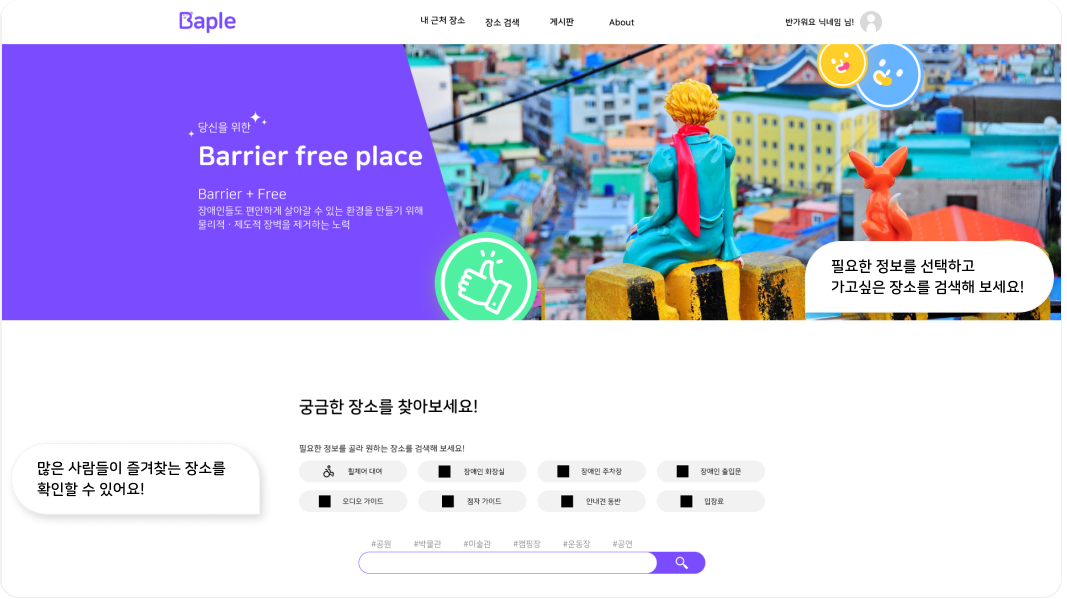 Baple
내 근처 장소
장소 검색
게시판
About
반가워요 닉네임 님!
당신을 위한
Barrier free place
Barrier + Free
장애인들도 편안하게 살아갈 수 있는 환경을 만들기 위해
물리적 · 제도적 장벽을 제거하는 노력
필요한 정보를 선택하고
가고싶은 장소를 검색해 보세요!
궁금한 장소를 찾아보세요!
많은 사람들이 즐겨찾는 장소를
확인할 수 있어요!
필요한 정보를 골라 원하는 장소를 검색해 보세요!
휠체어 대여
장애인 화장실
장애인 주차장
장애인 출입문
오디오 가이드
점자 가이드
안내견 동반
입장료
#공원
#박물관
#미술관
#캠핑장
#운동장
#공연